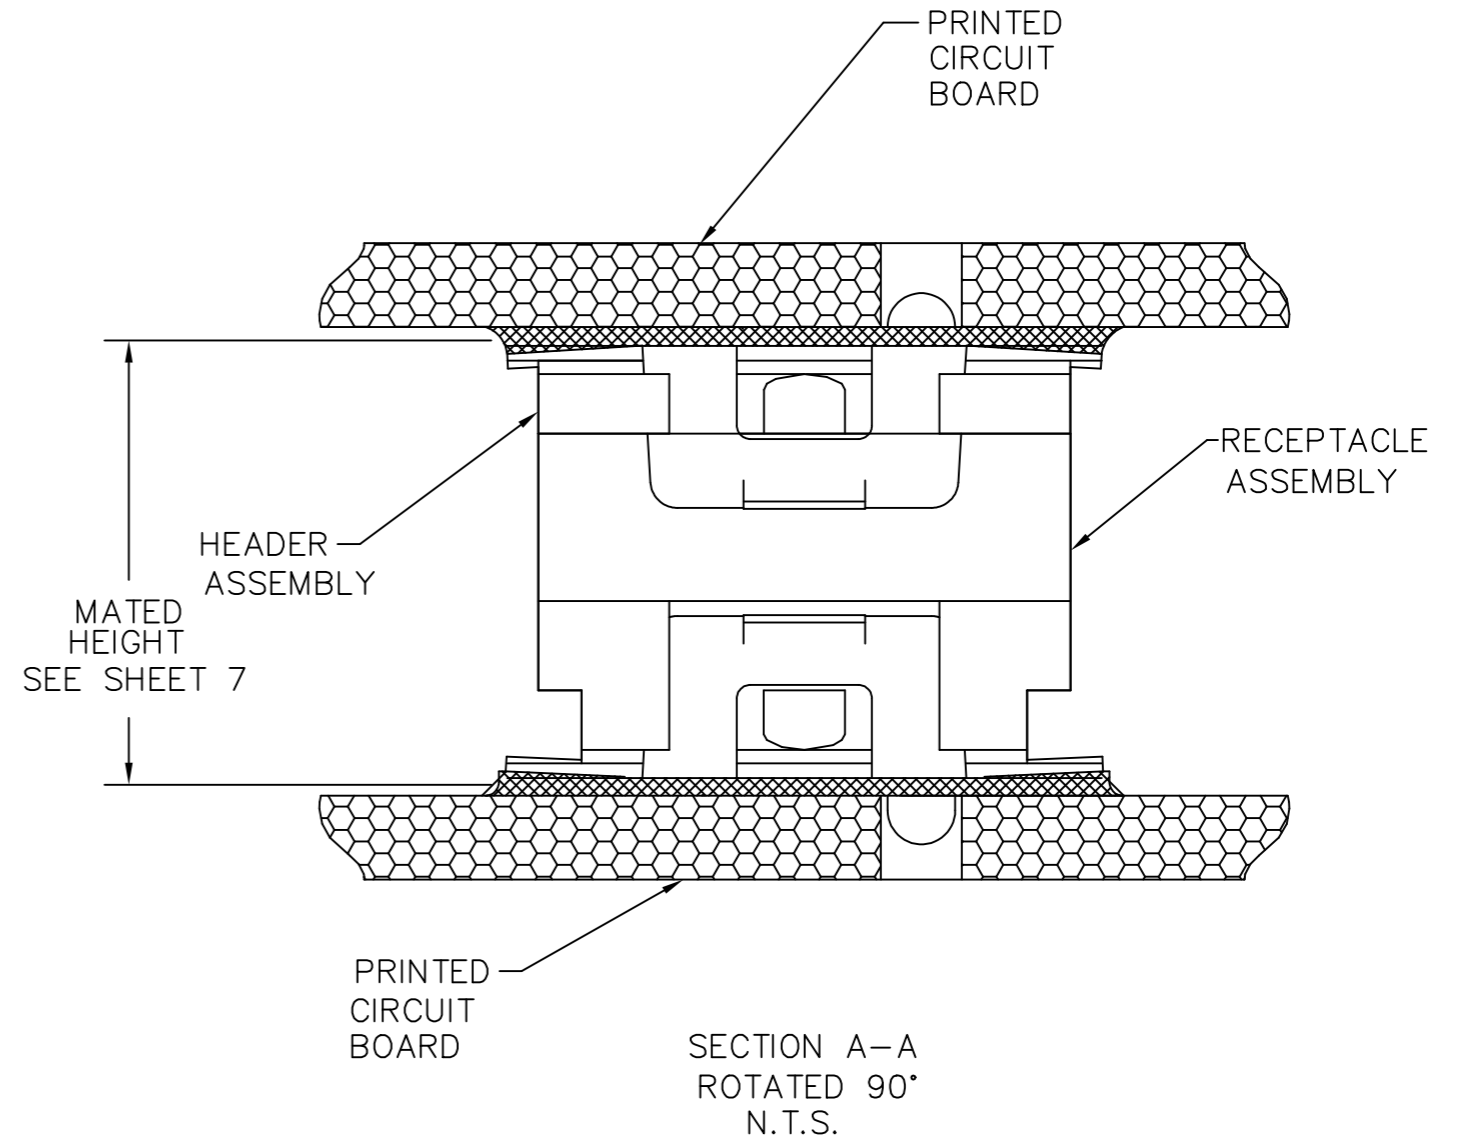 PRINTED
CIRCUIT
BOARD
RECEPTACLE
ASSEMBLY
HEADER
ASSEMBLY
MATED
HEIGHT
SEE SHEET 7
PRINTED
CIRCUIT
BOARD
SECTION A-A
ROTATED 90°
N.T.S.